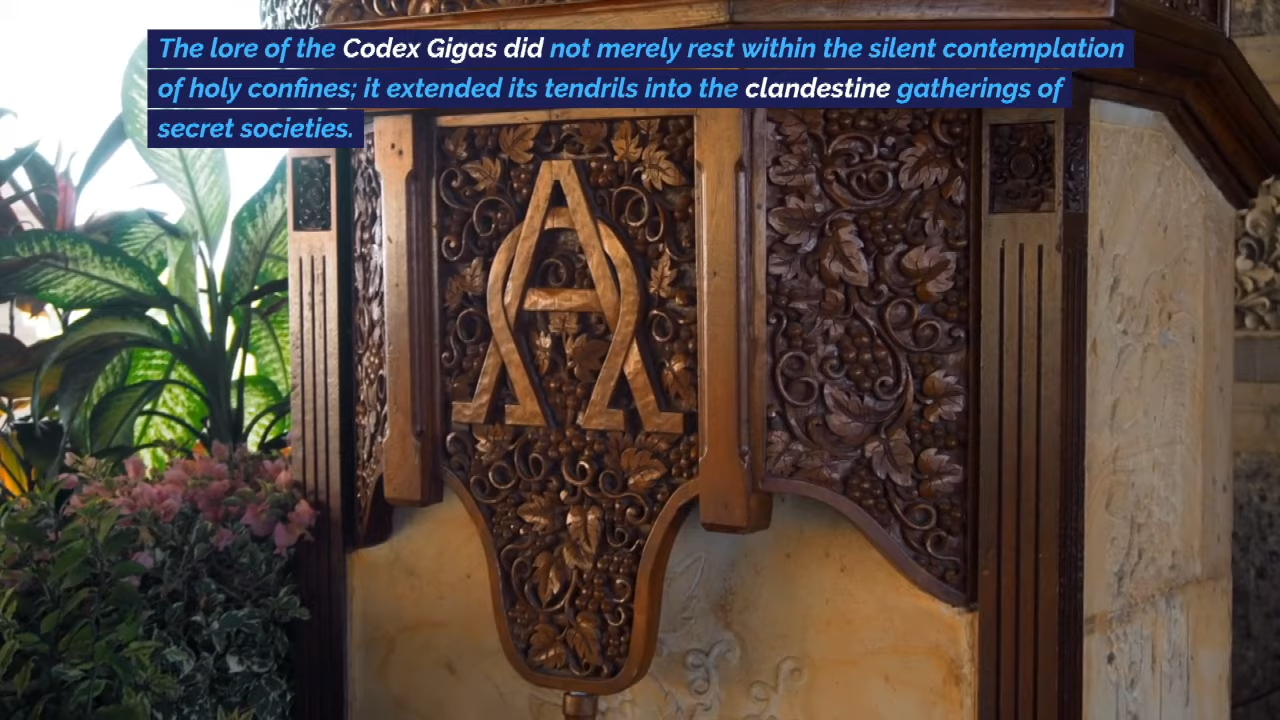 The lore of the Codex Gigas did not merely rest within the silent contemplation
of holy confines; it extended its tendrils into the clandestine gatherings of
secret societies.
ΑΩ